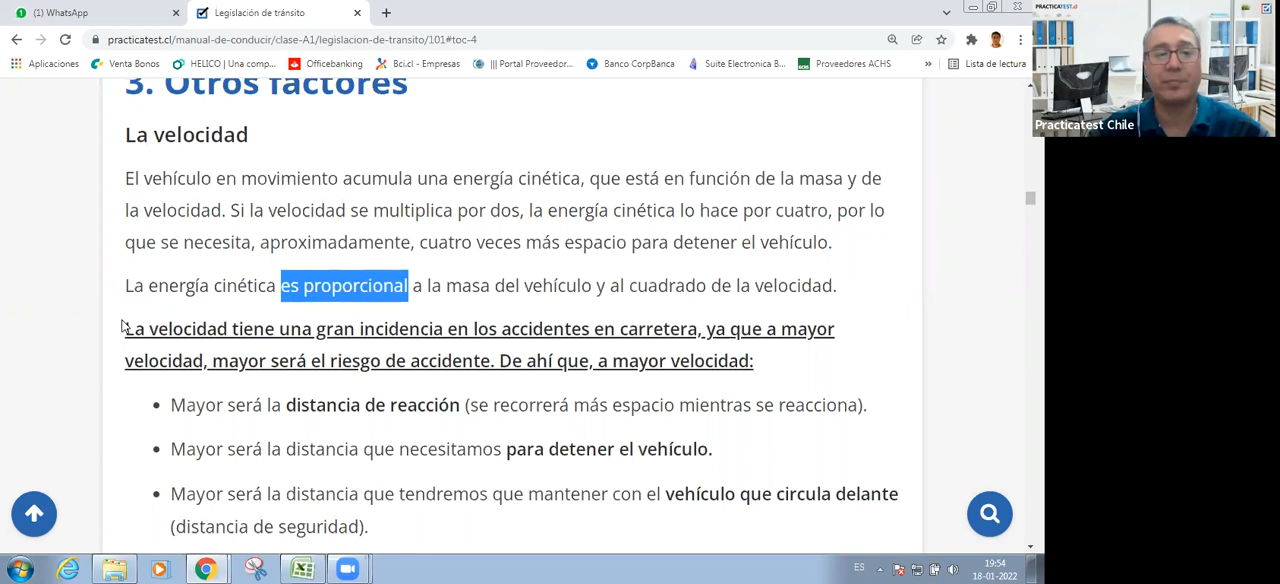 (1) WhatsApp
Legislación de tránsito
practicatest.cl/manual-de-conducir/clase-A1/legislacion-de-transito/101#toc-4
Aplicaciones
Venta Bonos
HELICO | Una comp...
Officebanking
Bci.cl - Empresas
||| Portal Proveedor...
Banco CorpBanca
Suite Electronica B...
Proveedores ACHS
»
Lista de lectura
PRACTICATEST.cl
Practicatest Chile
3. Otros factores
La velocidad
El vehículo en movimiento acumula una energía cinética, que está en función de la masa y de
la velocidad. Si la velocidad se multiplica por dos, la energía cinética lo hace por cuatro, por lo
que se necesita, aproximadamente, cuatro veces más espacio para detener el vehículo.
La energía cinética es proporcional a la masa del vehículo y al cuadrado de la velocidad.
La velocidad tiene una gran incidencia en los accidentes en carretera, ya que a mayor
velocidad, mayor será el riesgo de accidente. De ahí que, a mayor velocidad:
• Mayor será la distancia de reacción (se recorrerá más espacio mientras se reacciona).
• Mayor será la distancia que necesitamos para detener el vehículo.
• Mayor será la distancia que tendremos que mantener con el vehículo que circula delante
(distancia de seguridad).
ES
19:54
18-01-2022